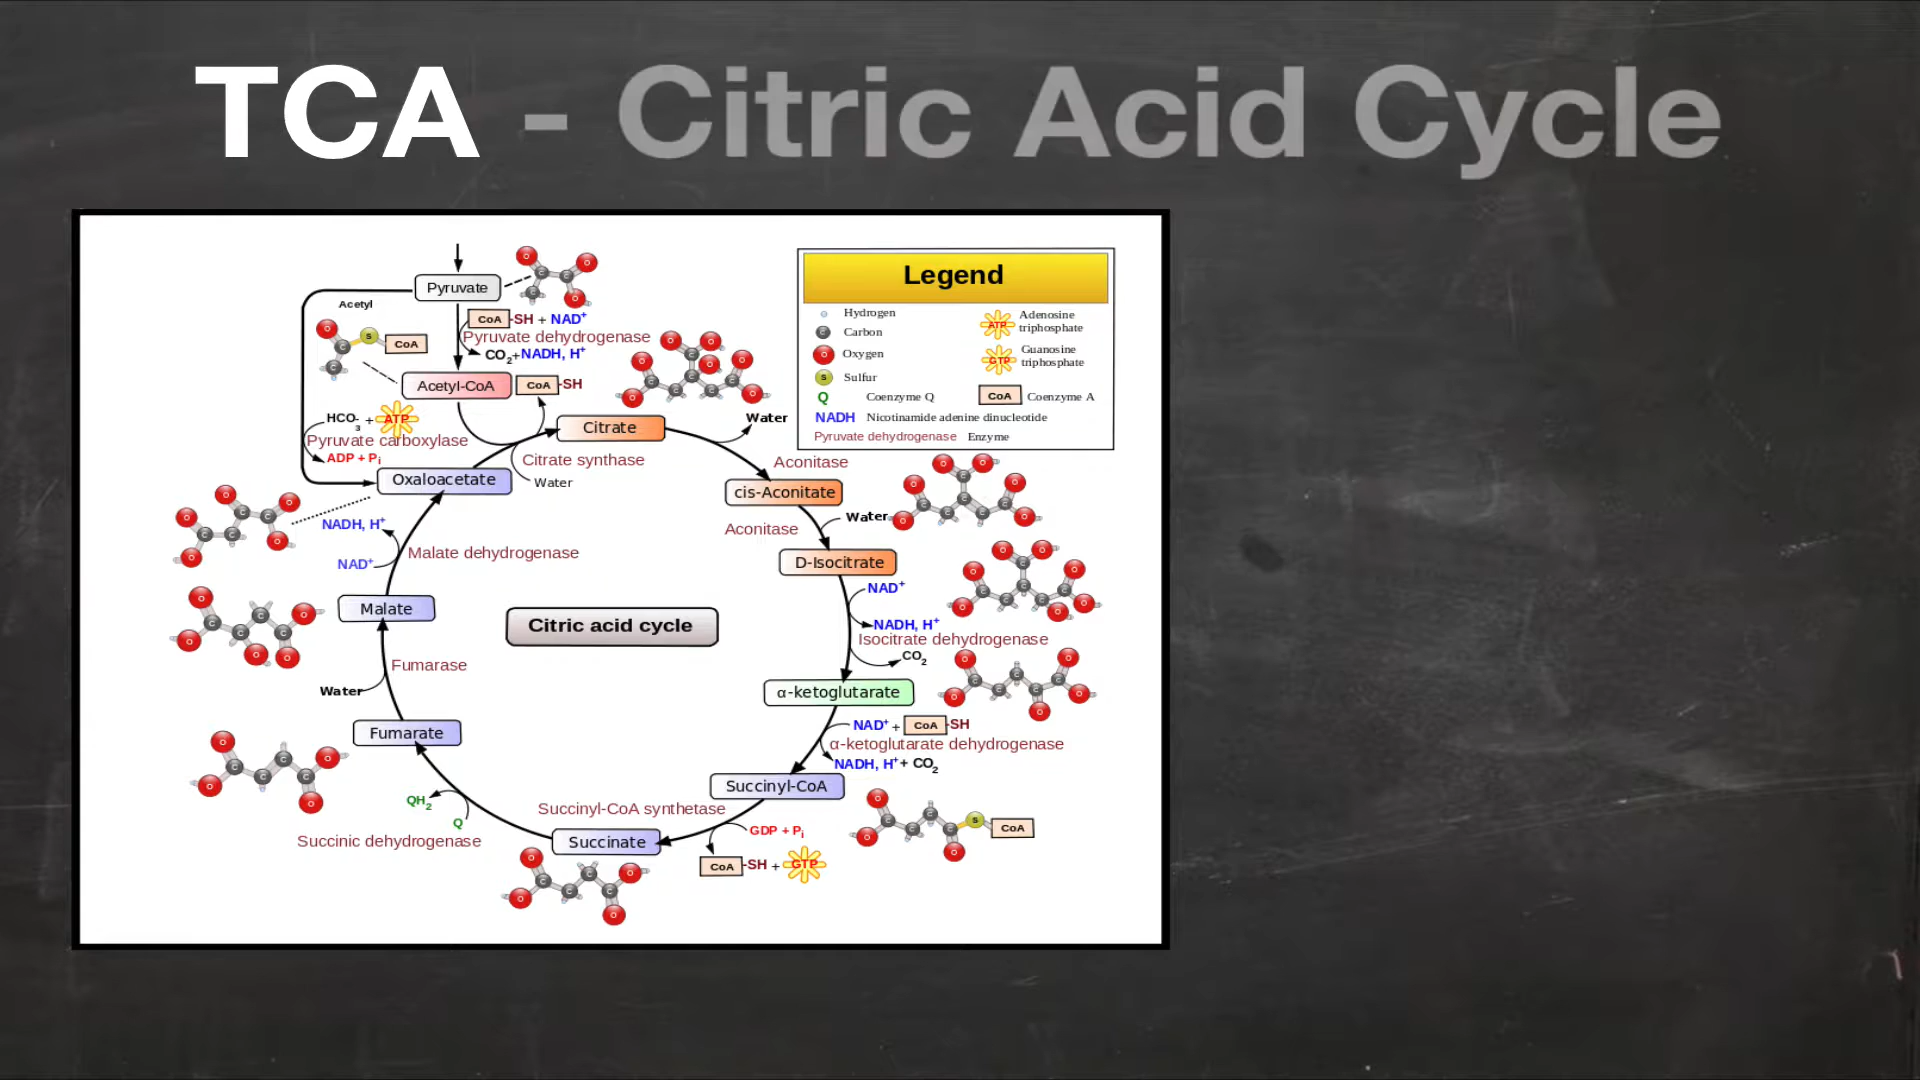 TCA - Citric Acid Cycle
Pyruvate
Acetyl
CoA-SH + NAD+
Pyruvate dehydrogenase
CO2+NADH, H+
S CoA
Acetyl-CoA
CoA-SH
HCO3- + ATP
Pyruvate carboxylase
ADP + Pi
Citrate
Water
Citrate synthase
Water
Oxaloacetate
Aconitase
cis-Aconitate
Water
Aconitase
D-Isocitrate
NAD+
NADH, H+
Isocitrate dehydrogenase
CO2
α-ketoglutarate
NAD+ + CoA-SH
α-ketoglutarate dehydrogenase
NADH, H+ + CO2
Succinyl-CoA
S CoA
Succinyl-CoA synthetase
GDP + Pi
CoA-SH + GTP
Succinate
Succinic dehydrogenase
Q
QH2
Fumarate
Water
Fumarase
Malate
NAD+
Malate dehydrogenase
NADH, H+
Citric acid cycle
Legend
Hydrogen
C Carbon
O Oxygen
S Sulfur
Q Coenzyme Q
NADH Nicotinamide adenine dinucleotide
Pyruvate dehydrogenase Enzyme
ATP Adenosine
triphosphate
GTP Guanosine
triphosphate
CoA Coenzyme A